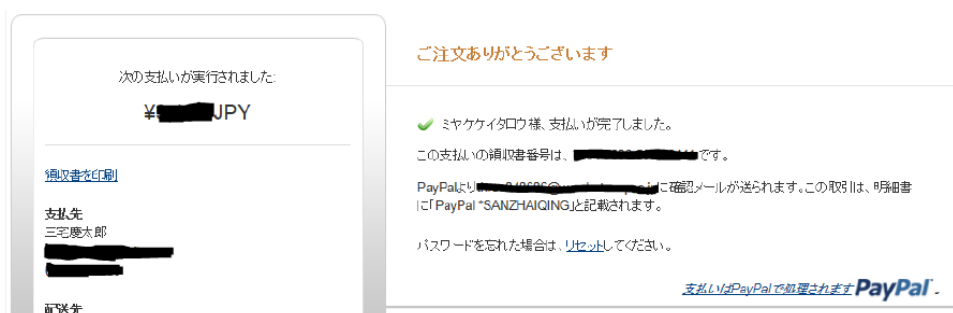 次の支払いが実行されました:
¥ JPY
領収書を印刷
支払先
三宅慶太郎
配送先
ご注文ありがとうございます
ミヤケケイタロウ様、支払いが完了しました。
この支払いの領収書番号は、 です。
PayPalより に確認メールが送られます。この取引は、明細書
に「PayPal *SANZHAIQING」と記載されます。
パスワードを忘れた場合は、リセットしてください。
支払いはPayPalで処理されます PayPal.